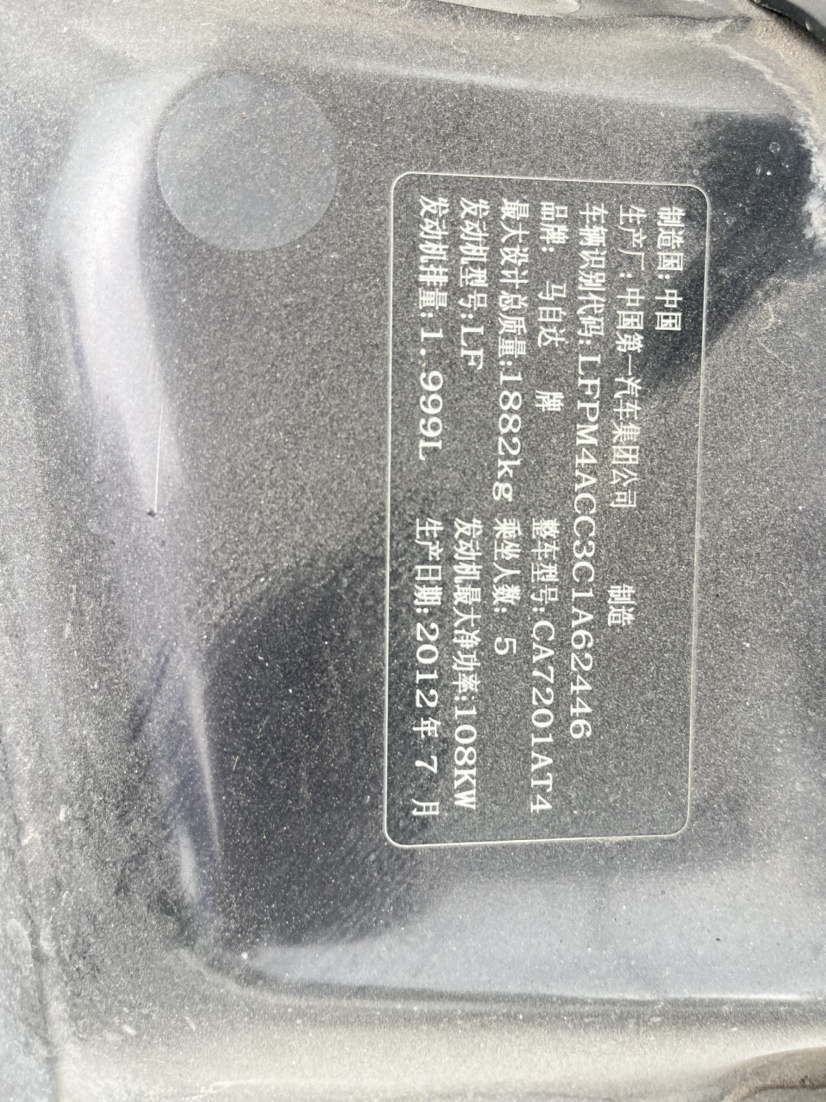 制造国:中国
生产厂:中国第一汽车集团公司 制造
车辆识别代码:LFPM4ACC3C1A62446
品牌: 马自达 牌 整车型号:CA7201AT4
最大设计总质量:1882kg 乘坐人数: 5
发动机型号:LF 发动机最大净功率:108KW
发动机排量:1.999L 生产日期:2012年 7 月